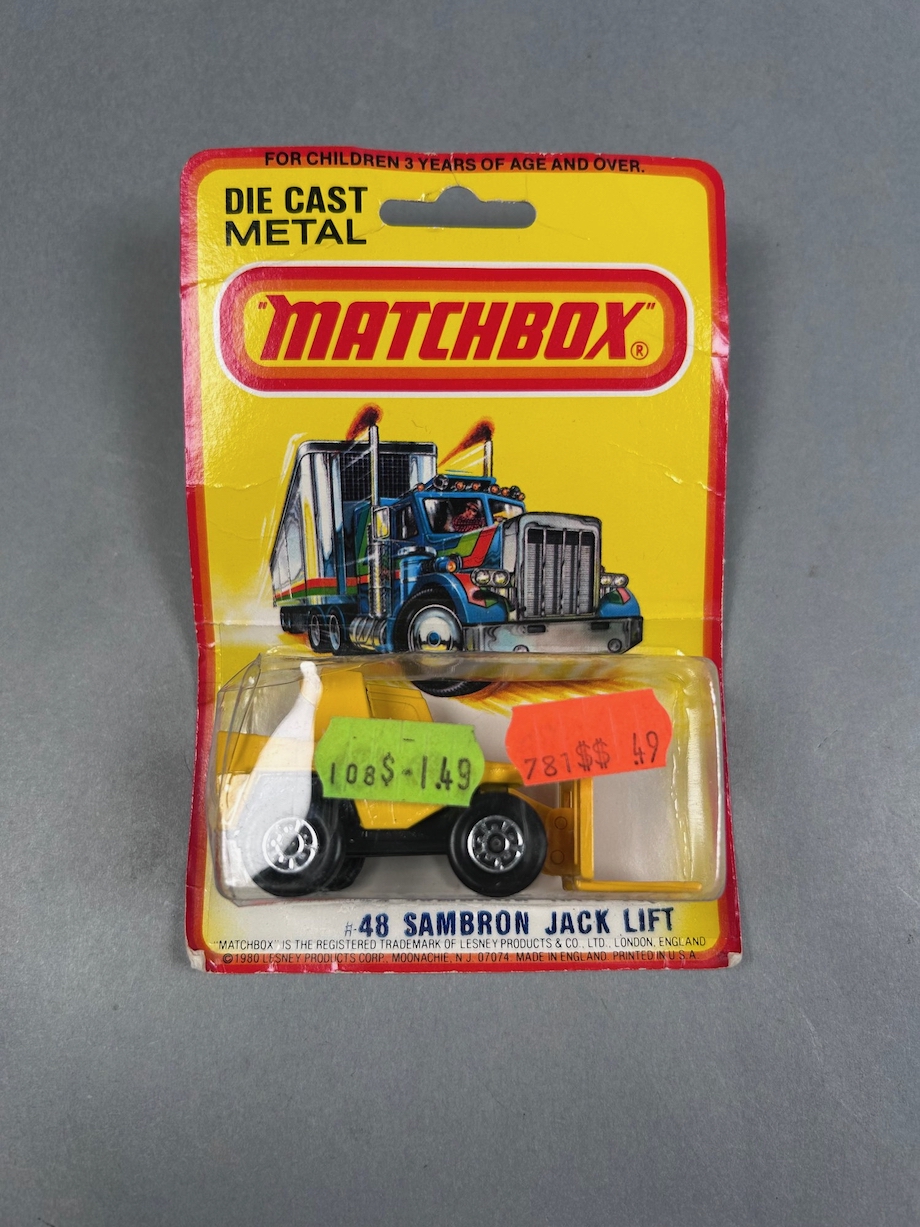 FOR CHILDREN 3 YEARS OF AGE AND OVER.
DIE CAST
METAL
"MATCHBOX"®
108$-1.49
781$$ .49
#48 SAMBRON JACK LIFT
"MATCHBOX" IS THE REGISTERED TRADEMARK OF LESNEY PRODUCTS & CO., LTD., LONDON, ENGLAND
©1980 LESNEY PRODUCTS CORP., MOONACHIE, N.J. 07074. MADE IN ENGLAND. PRINTED IN U.S.A.